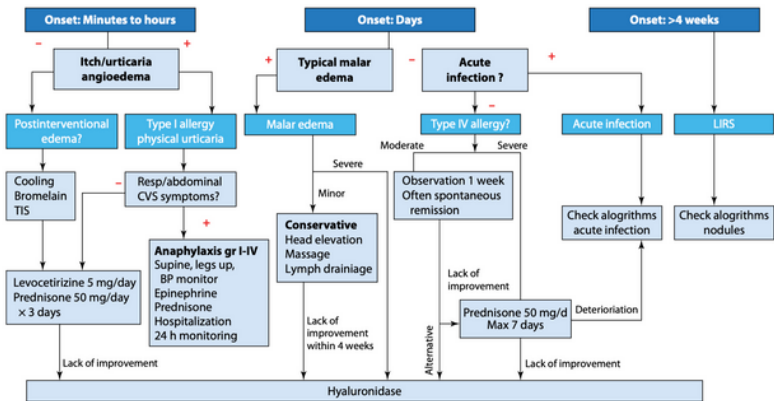 Onset: Minutes to hours
Onset: Days
Onset: >4 weeks
–
+
Itch/urticaria
angioedema
+
Typical malar
edema
–
Acute
infection ?
+
–
Postinterventional
edema?
Type I allergy
physical urticaria
Malar edema
Type IV allergy?
Acute infection
LIRS
Moderate
Severe
Severe
Cooling
Bromelain
TIS
–
Resp/abdominal
CVS symptoms?
+
Minor
Observation 1 week
Often spontaneous
remission
Check alogrithms
acute infection
Check alogrithms
nodules
Conservative
Head elevation
Massage
Lymph drainiage
Anaphylaxis gr I-IV
Supine, legs up,
BP monitor
Epinephrine
Prednisone
Hospitalization
24 h monitoring
Levocetirizine 5 mg/day
Prednisone 50 mg/day
× 3 days
Lack of
improvement
Prednisone 50 mg/d
Max 7 days
Deterioriation
Lack of
improvement
within 4 weeks
Alternative
Lack of improvement
Lack of improvement
Hyaluronidase